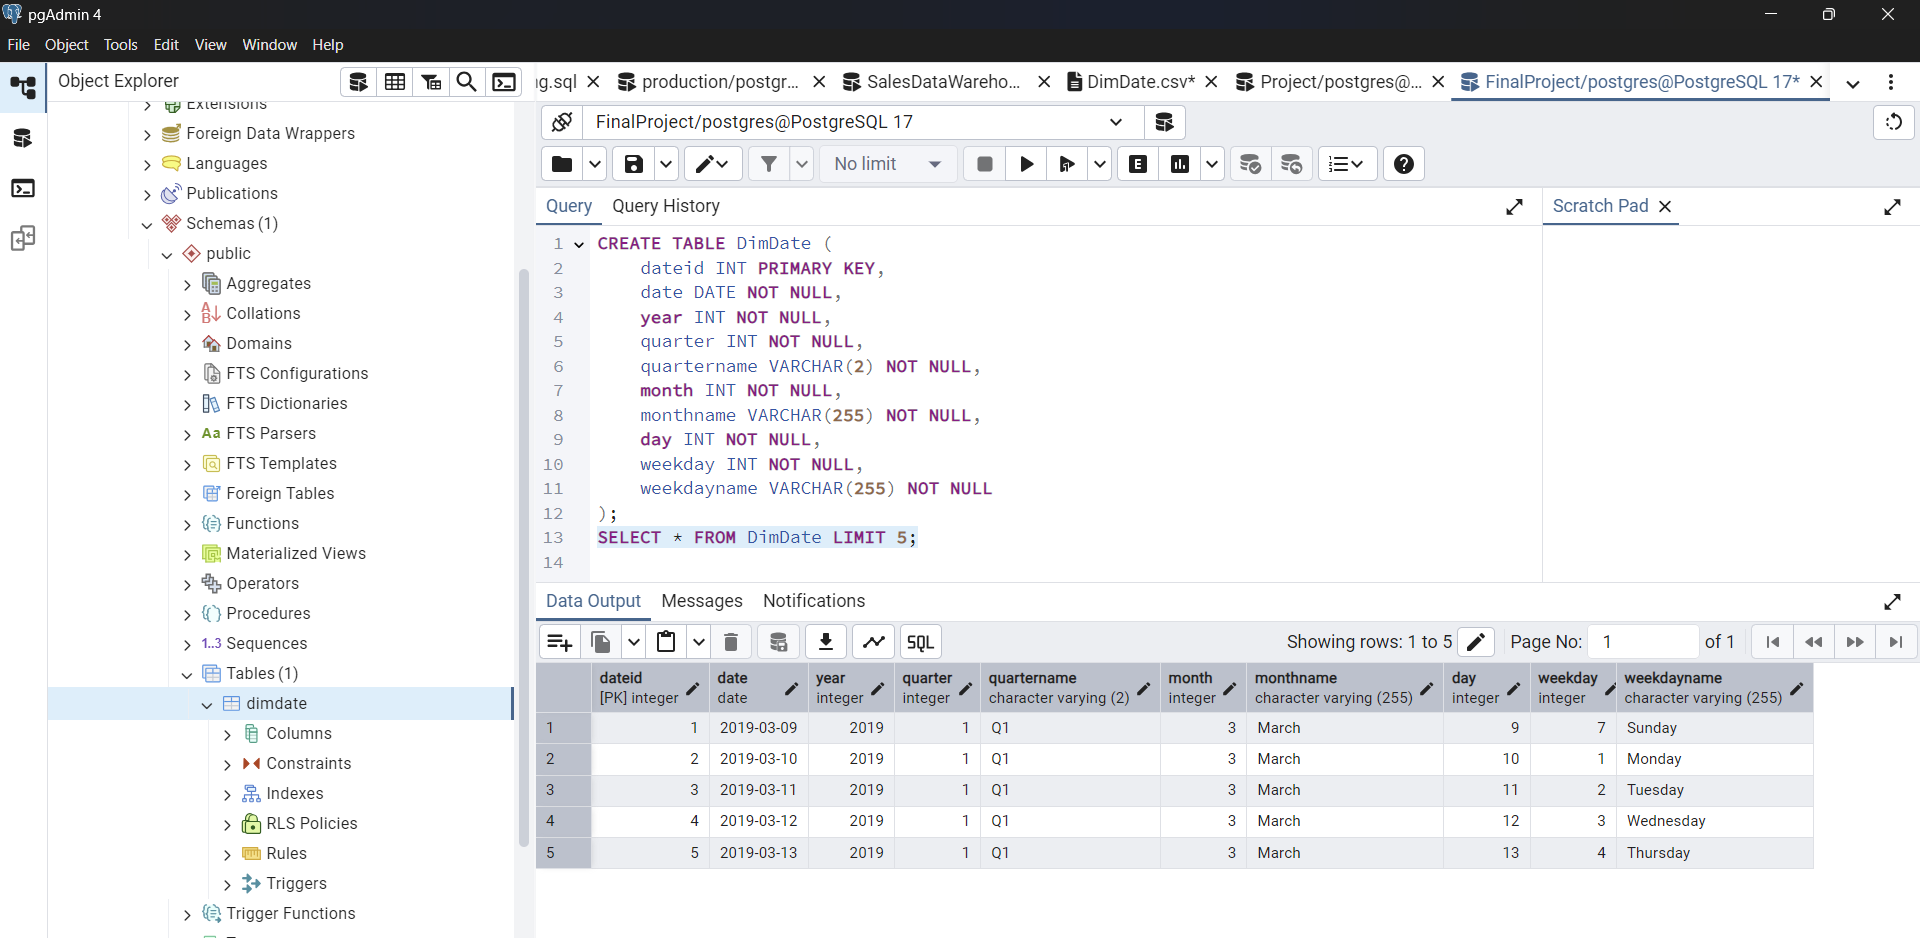 pgAdmin 4
File Object Tools Edit View Window Help
Object Explorer
Extensions
Foreign Data Wrappers
Languages
Publications
Schemas (1)
public
Aggregates
Collations
Domains
FTS Configurations
FTS Dictionaries
Aa FTS Parsers
FTS Templates
Foreign Tables
Functions
Materialized Views
Operators
Procedures
1..3 Sequences
Tables (1)
dimdate
Columns
Constraints
Indexes
RLS Policies
Rules
Triggers
Trigger Functions
g.sql production/postgr... SalesDataWareho... DimDate.csv* Project/postgres@... FinalProject/postgres@PostgreSQL 17*
FinalProject/postgres@PostgreSQL 17
No limit E
Query Query History Scratch Pad
1 CREATE TABLE DimDate (
2 dateid INT PRIMARY KEY,
3 date DATE NOT NULL,
4 year INT NOT NULL,
5 quarter INT NOT NULL,
6 quartername VARCHAR(2) NOT NULL,
7 month INT NOT NULL,
8 monthname VARCHAR(255) NOT NULL,
9 day INT NOT NULL,
10 weekday INT NOT NULL,
11 weekdayname VARCHAR(255) NOT NULL
12 );
13 SELECT * FROM DimDate LIMIT 5;
14
Data Output Messages Notifications
SQL Showing rows: 1 to 5 Page No: 1 of 1
dateid date year quarter quartername month monthname day weekday weekdayname
[PK] integer date integer integer character varying (2) integer character varying (255) integer integer character varying (255)
1 1 2019-03-09 2019 1 Q1 3 March 9 7 Sunday
2 2 2019-03-10 2019 1 Q1 3 March 10 1 Monday
3 3 2019-03-11 2019 1 Q1 3 March 11 2 Tuesday
4 4 2019-03-12 2019 1 Q1 3 March 12 3 Wednesday
5 5 2019-03-13 2019 1 Q1 3 March 13 4 Thursday